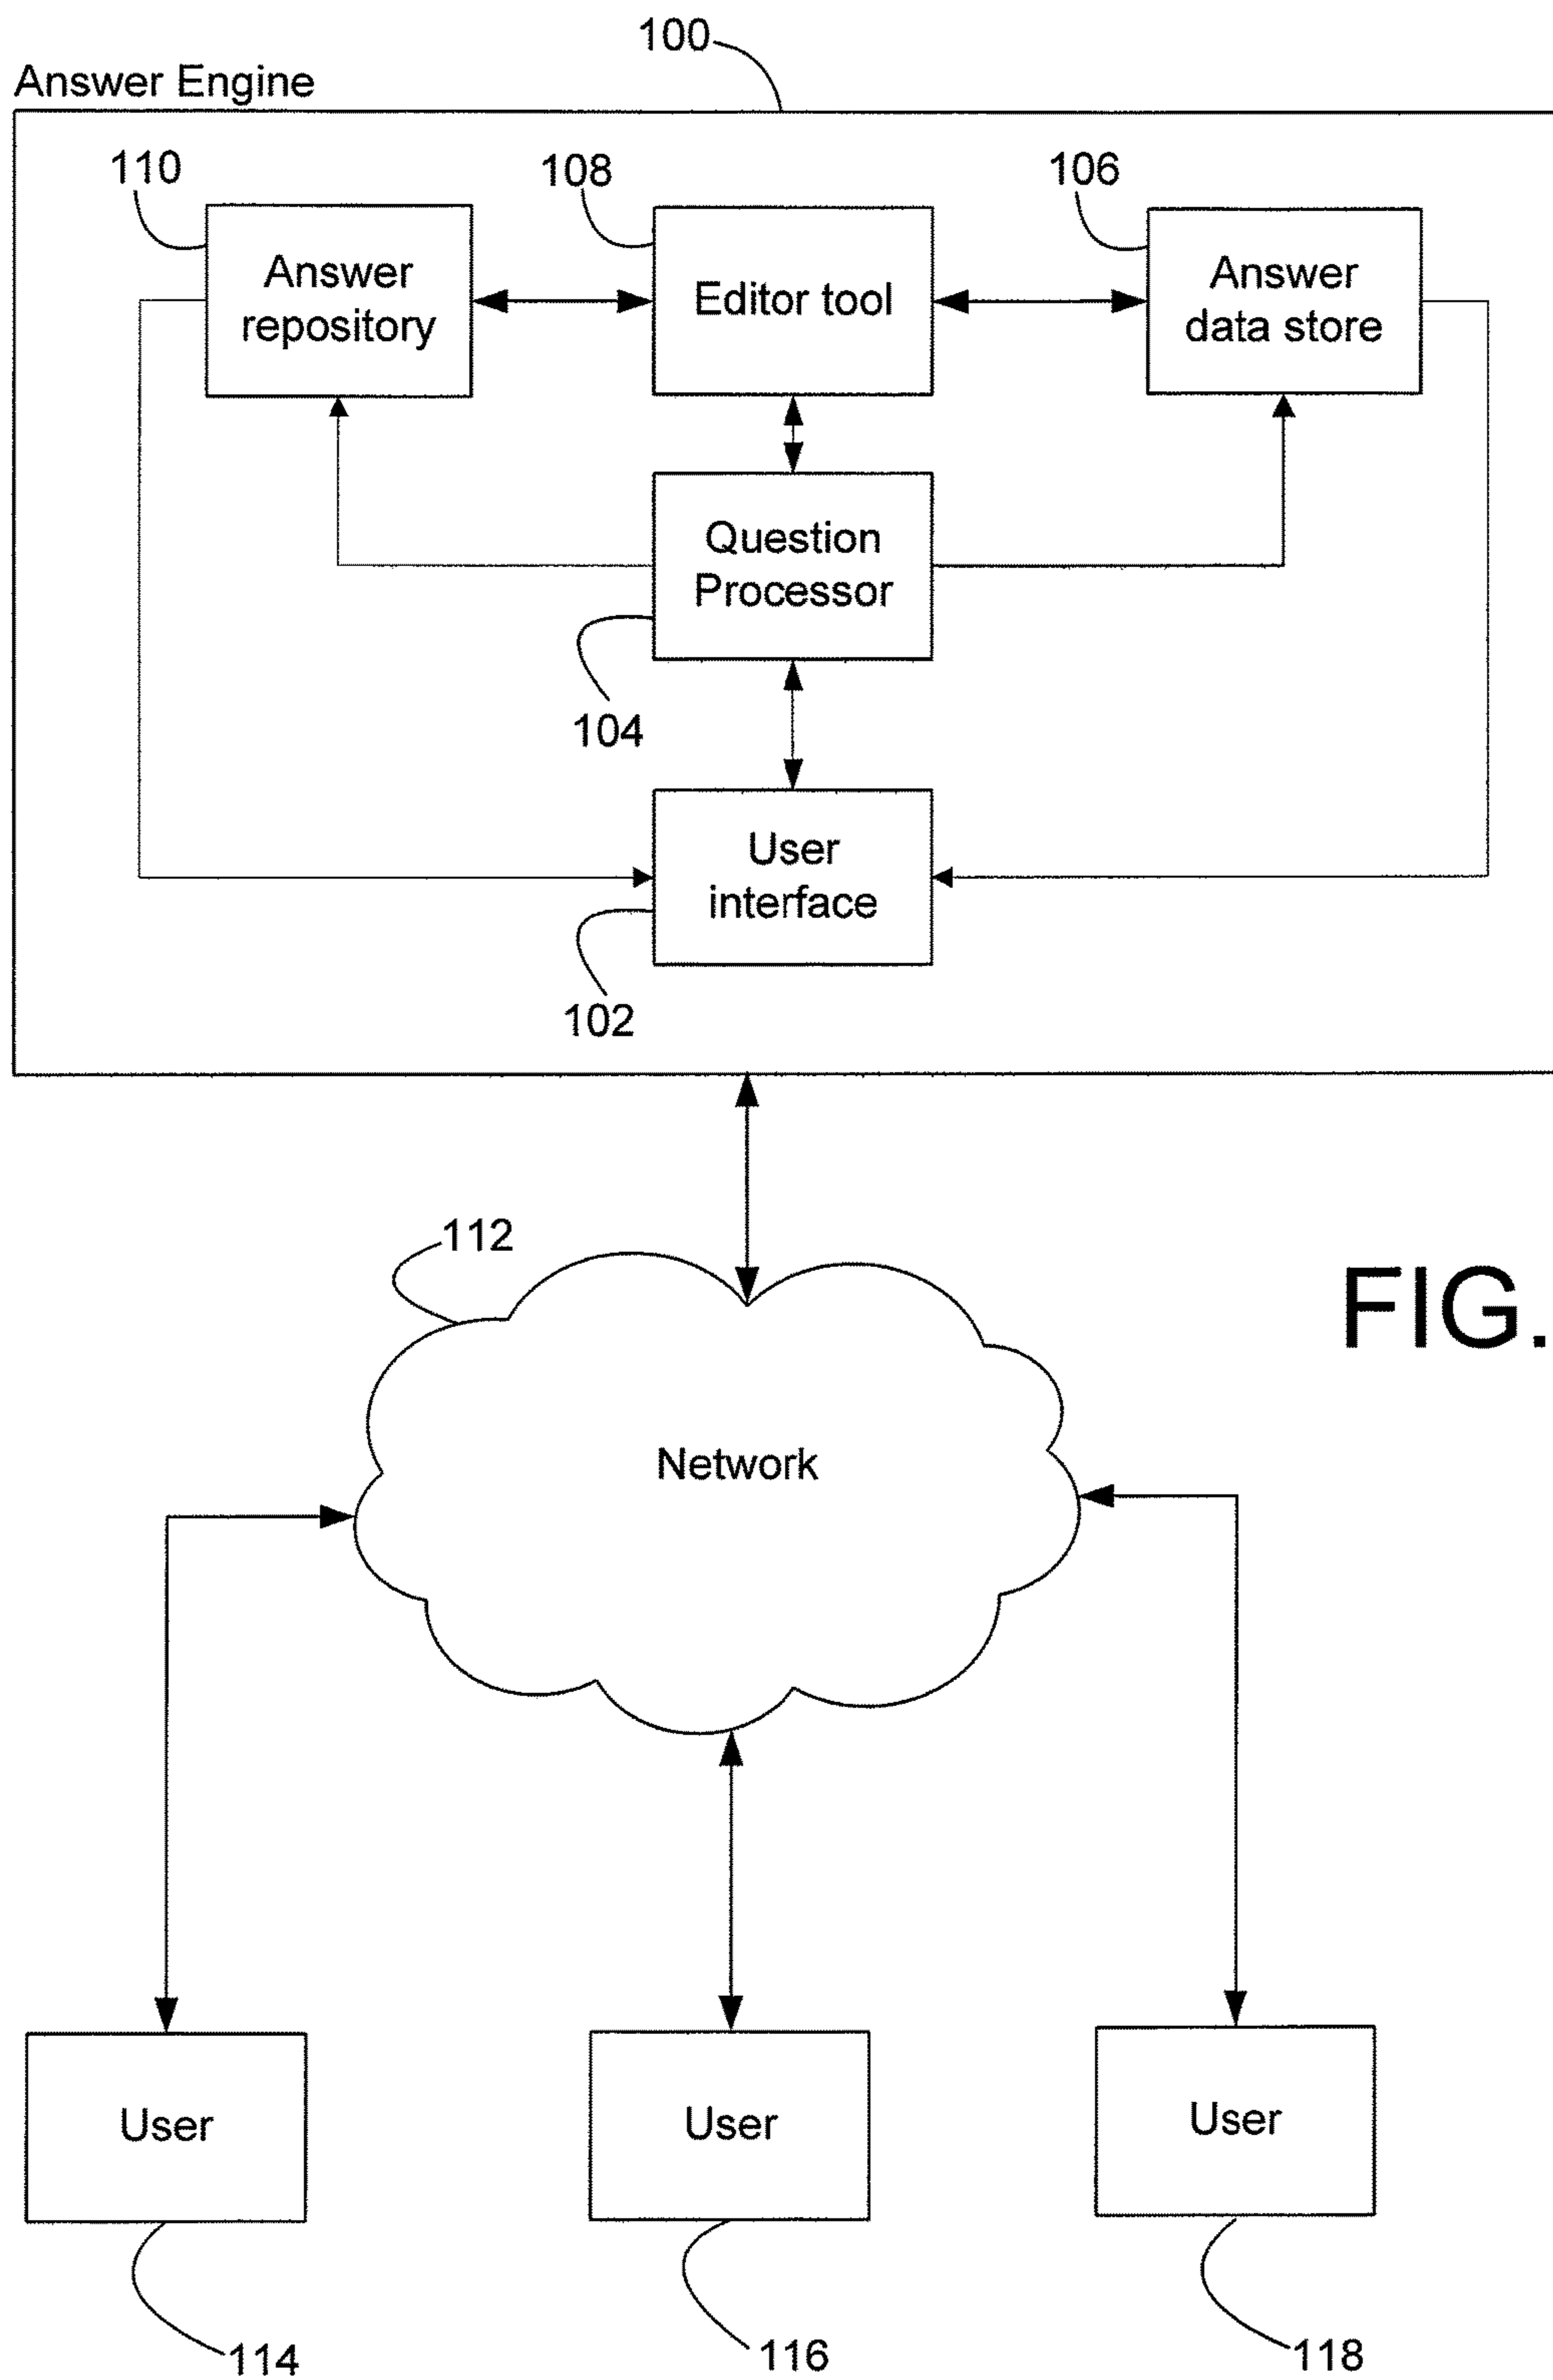 100
Answer Engine
110
108
106
Answer
repository
Editor tool
Answer
data store
Question
Processor
104
User
interface
102
112
FIG.
Network
User
User
User
114
116
118